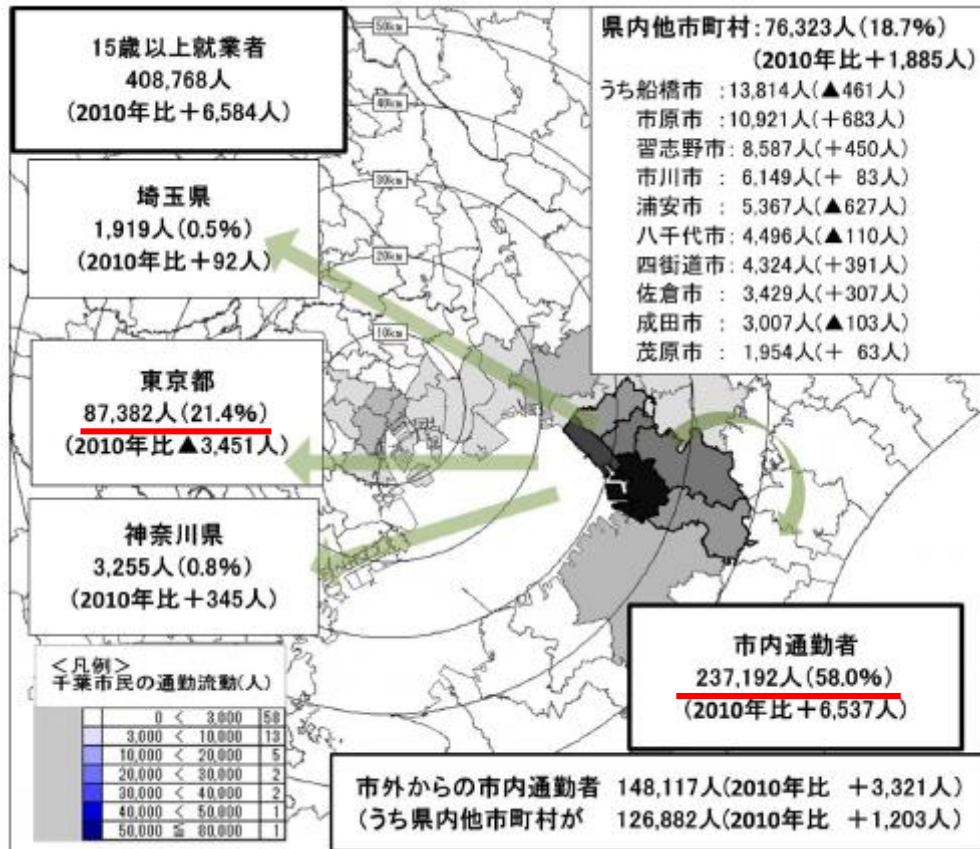 15歳以上就業者
408,768人
(2010年比+6,584人)
県内他市町村:76,323人(18.7%)
(2010年比+1,885人)
うち船橋市 :13,814人(▲461人)
市原市:10,921人(+683人)
習志野市: 8,587人(+450人)
市川市 : 6,149人(+ 83人)
浦安市 : 5,367人(▲627人)
八千代市: 4,496人(▲110人)
四街道市: 4,324人(+391人)
佐倉市 : 3,429人(+307人)
成田市 : 3,007人(▲103人)
茂原市 : 1,954人(+ 63人)
50km
40km
30km
20km
10km
埼玉県
1,919人(0.5%)
(2010年比+92人)
東京都
87,382人(21.4%)
(2010年比▲3,451人)
神奈川県
3,255人(0.8%)
(2010年比+345人)
市内通勤者
237,192人(58.0%)
(2010年比+6,537人)
<凡例>
千葉市民の通勤流動(人)
0 < 3,000 58
3,000 < 10,000 13
10,000 < 20,000 5
20,000 < 30,000 2
30,000 < 40,000 2
40,000 < 50,000 1
50,000 ≦ 80,000 1
市外からの市内通勤者 148,117人(2010年比 +3,321人)
(うち県内他市町村が 126,882人(2010年比 +1,203人)